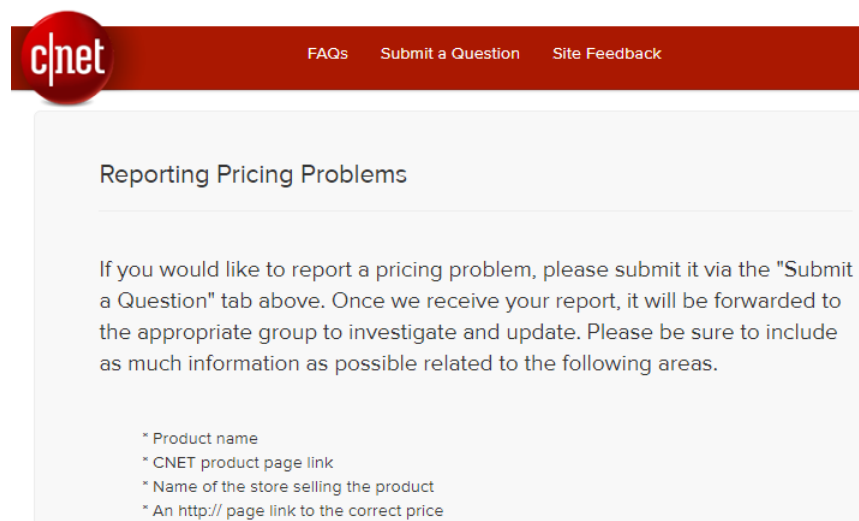 c|net
FAQs Submit a Question Site Feedback
Reporting Pricing Problems
If you would like to report a pricing problem, please submit it via the "Submit
a Question" tab above. Once we receive your report, it will be forwarded to
the appropriate group to investigate and update. Please be sure to include
as much information as possible related to the following areas.
* Product name
* CNET product page link
* Name of the store selling the product
* An http:// page link to the correct price